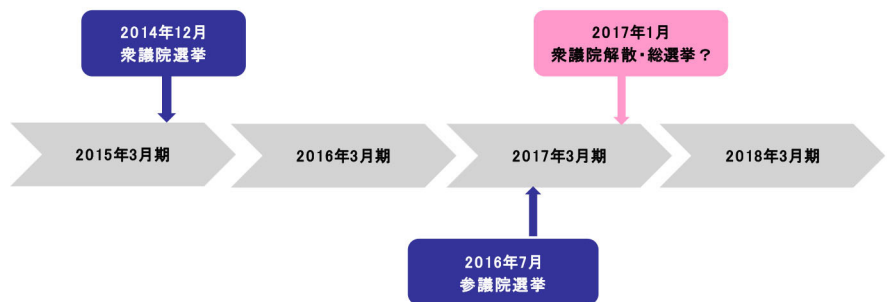 2014年12月
衆議院選挙
2017年1月
衆議院解散・総選挙?
2015年3月期
2016年3月期
2017年3月期
2018年3月期
2016年7月
参議院選挙